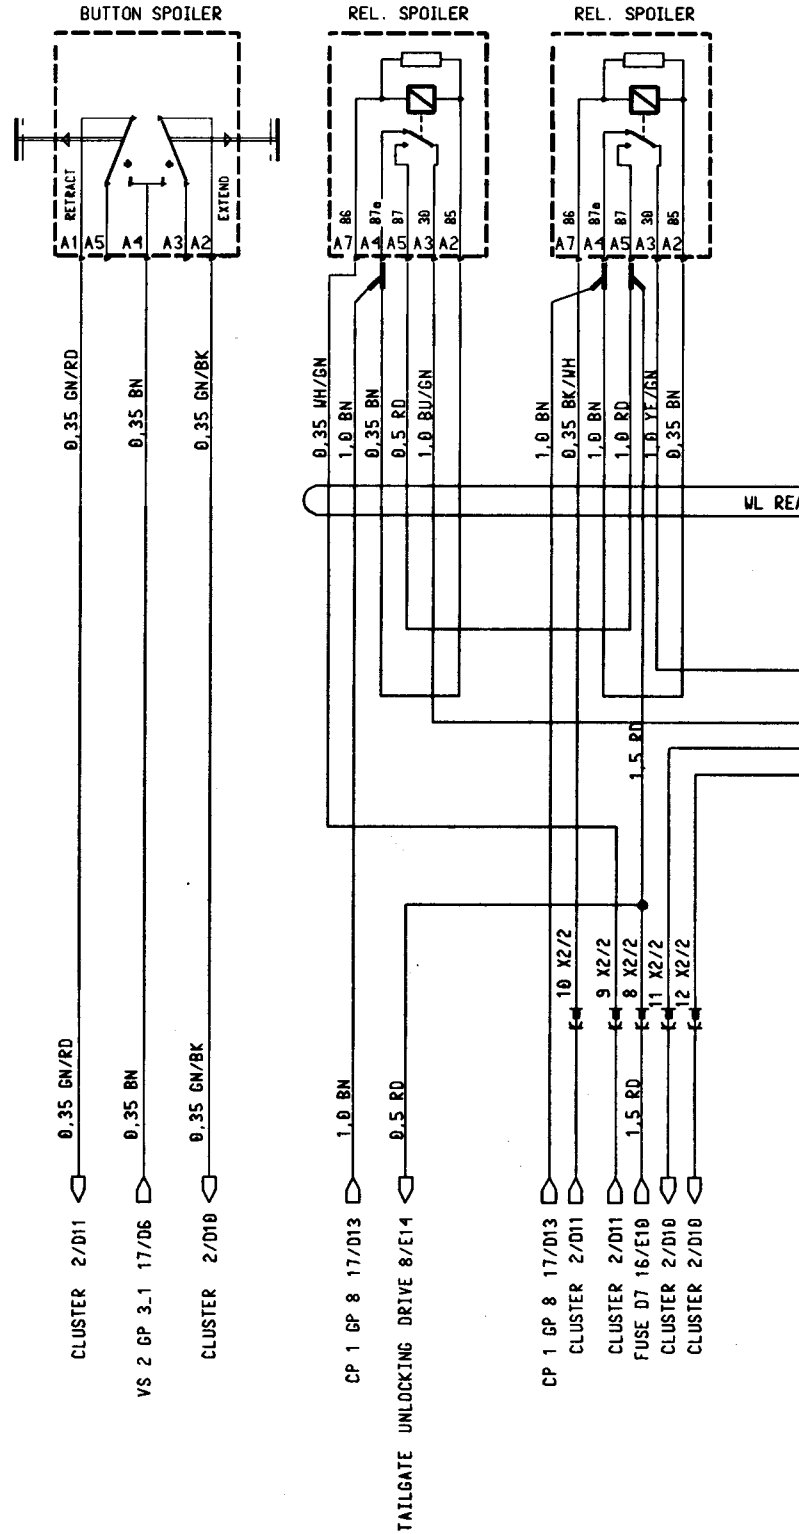 BUTTON SPOILER
REL. SPOILER
REL. SPOILER
RETRACT
EXTEND
A1 A5 A4 A3 A2
86 87a 87 30 85
A7 A4 A5 A3 A2
86 87a 87 30 85
A7 A4 A5 A3 A2
0,35 GN/RD
0,35 BN
0,35 GN/BK
0,35 WH/GN
1,0 BN
0,35 BN
0,5 RD
1,0 BU/GN
1,0 BN
0,35 BK/WH
1,0 BN
1,0 RD
1,0 YE/GN
0,35 BN
WL REA
1,5 RD
10 X2/2
9 X2/2
8 X2/2
11 X2/2
12 X2/2
0,35 GN/RD
0,35 BN
0,35 GN/BK
1,0 BN
0,5 RD
1,5 RD
CLUSTER 2/D11
VS 2 GP 3_1 17/D6
CLUSTER 2/D10
CP 1 GP 8 17/D13
TAILGATE UNLOCKING DRIVE 8/E14
CP 1 GP 8 17/D13
CLUSTER 2/D11
CLUSTER 2/D11
FUSE D7 16/E10
CLUSTER 2/D10
CLUSTER 2/D10